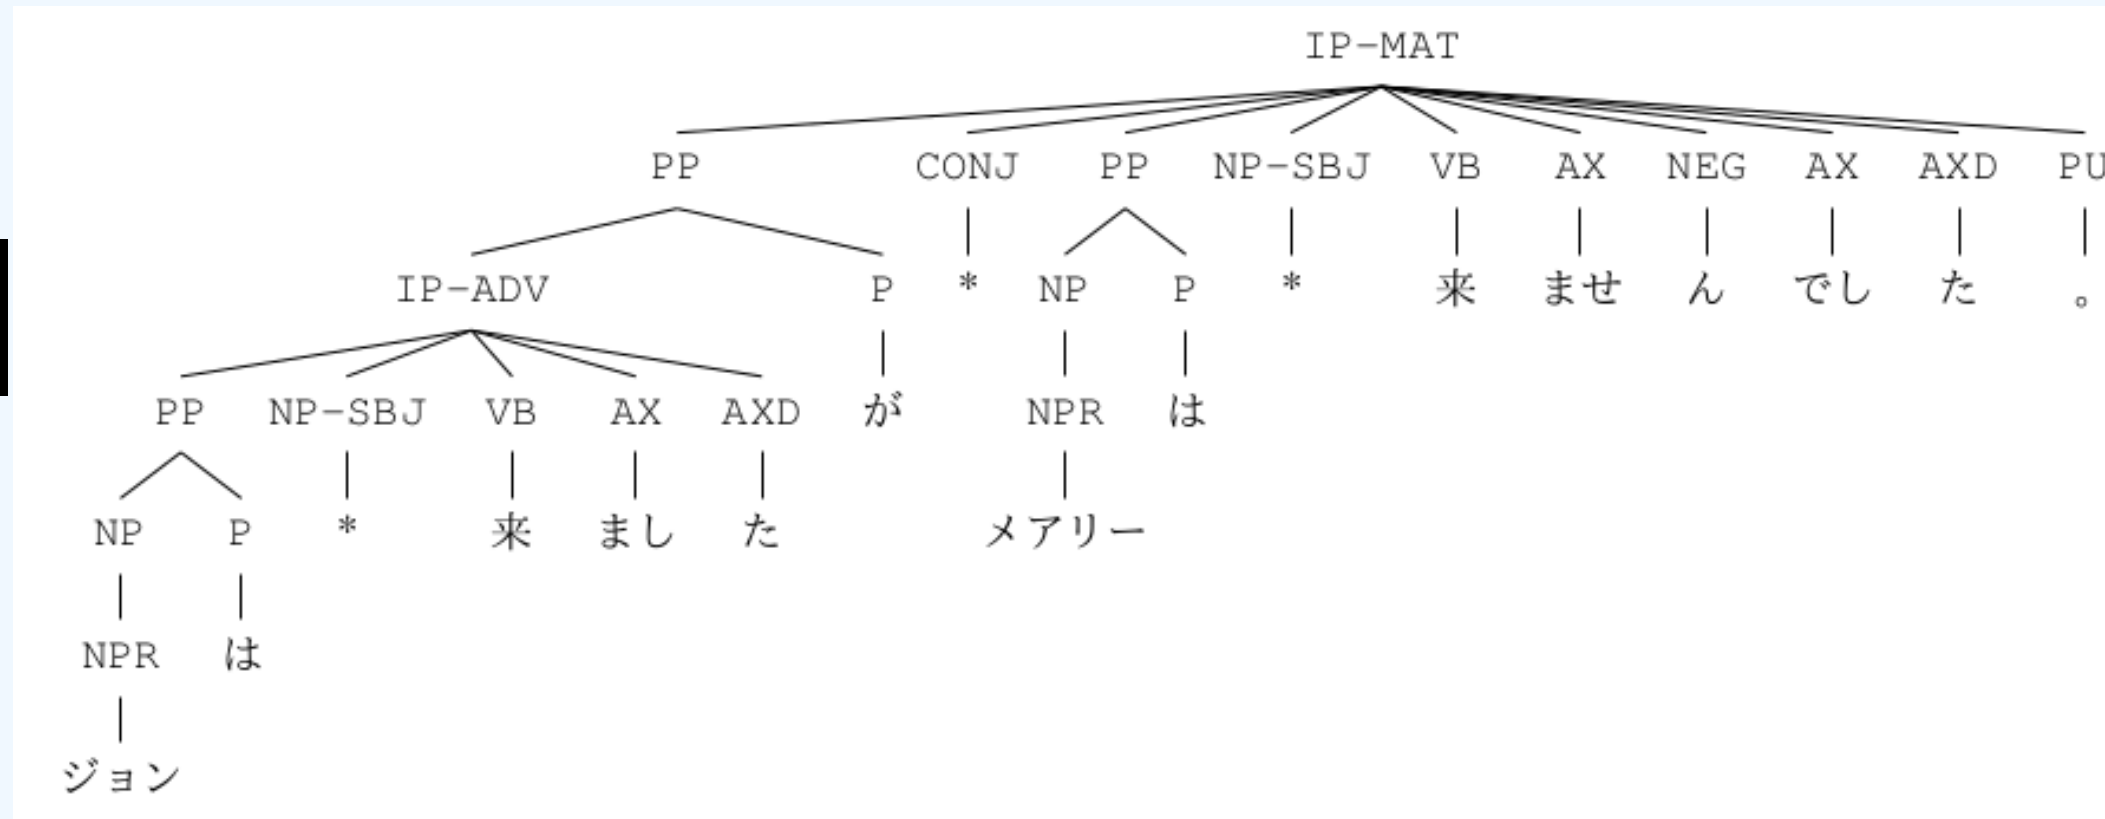 IP-MAT
PP CONJ PP NP-SBJ VB AX NEG AX AXD PU
IP-ADV P * NP P * 来 ませ ん でし た 。
PP NP-SBJ VB AX AXD が NPR は
NP P * 来 まし た メアリー
NPR は
ジョン